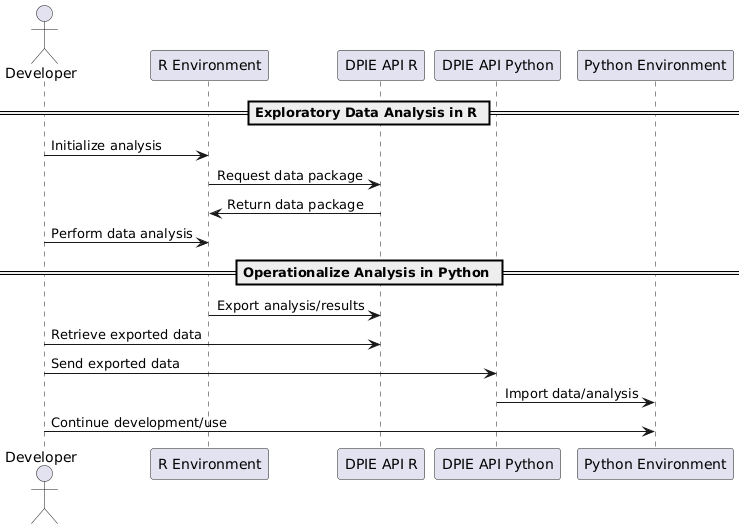 Developer
R Environment
DPIE API R
DPIE API Python
Python Environment
Exploratory Data Analysis in R
Initialize analysis
Request data package
Return data package
Perform data analysis
Operationalize Analysis in Python
Export analysis/results
Retrieve exported data
Send exported data
Import data/analysis
Continue development/use
Developer
R Environment
DPIE API R
DPIE API Python
Python Environment